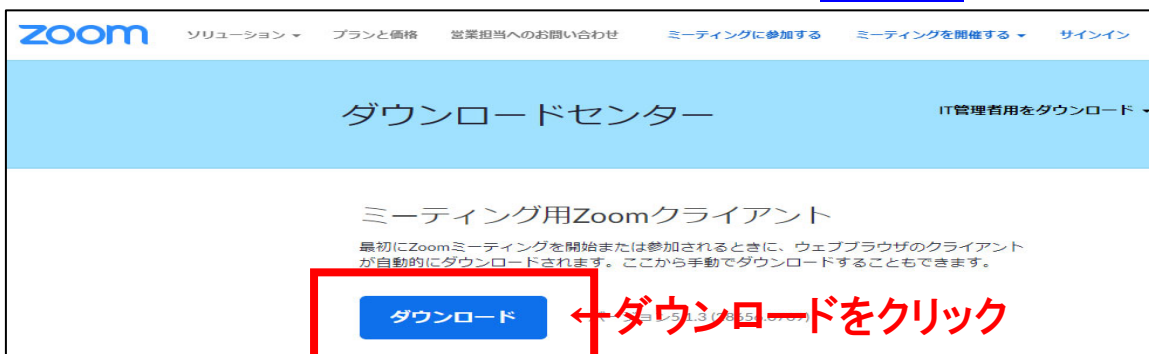 zoom ソリューション プランと価格 営業担当へのお問い合わせ ミーティングに参加する ミーティングを開催する サインイン
ダウンロードセンター IT管理者用をダウンロード
ミーティング用Zoomクライアント
最初にZoomミーティングを開始または参加されるときに、ウェブブラウザのクライアント
が自動的にダウンロードされます。ここから手動でダウンロードすることもできます。
ダウンロード ←ダウンロードをクリック